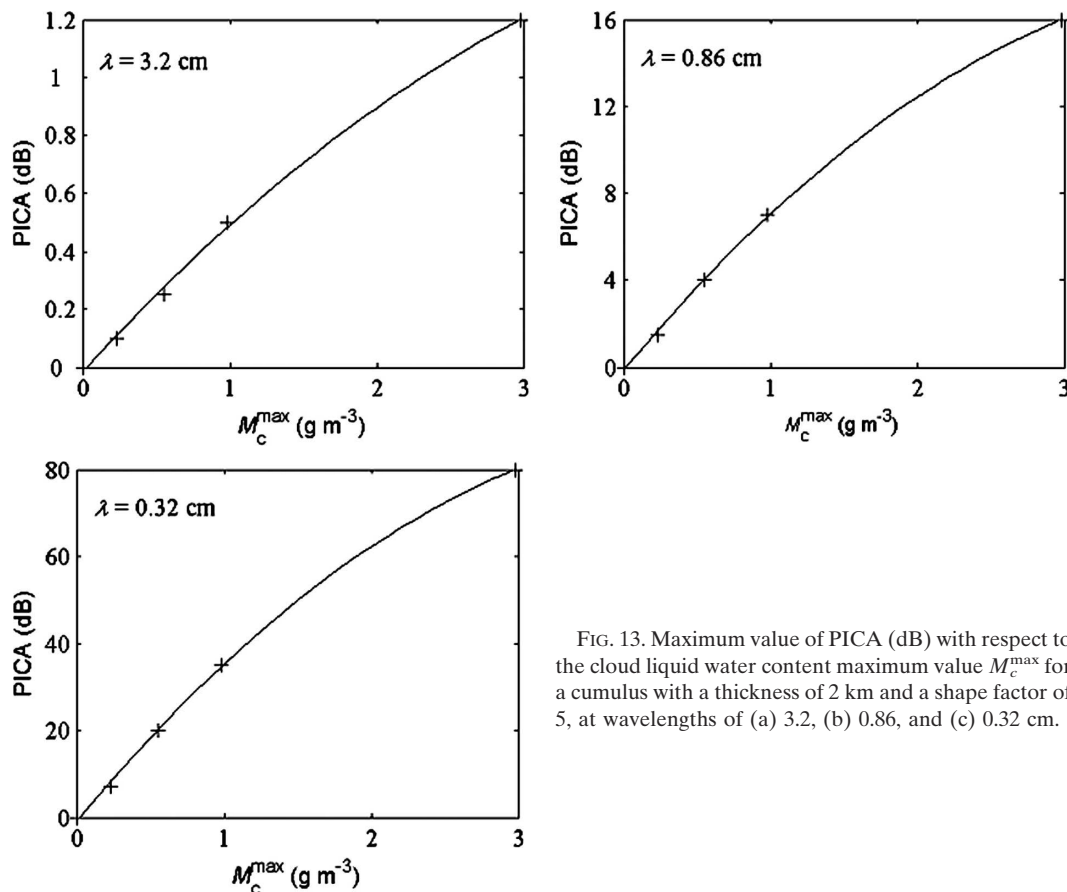 1.2
1
0.8
0.6
0.4
0.2
0
PICA (dB)
λ = 3.2 cm
0 1 2 3
M_c^max (g m⁻³)
16
12
8
4
0
PICA (dB)
λ = 0.86 cm
0 1 2 3
M_c^max (g m⁻³)
80
60
40
20
0
PICA (dB)
λ = 0.32 cm
0 1 2 3
M_c^max (g m⁻³)
FIG. 13. Maximum value of PICA (dB) with respect to
the cloud liquid water content maximum value M_c^max for
a cumulus with a thickness of 2 km and a shape factor of
5, at wavelengths of (a) 3.2, (b) 0.86, and (c) 0.32 cm.